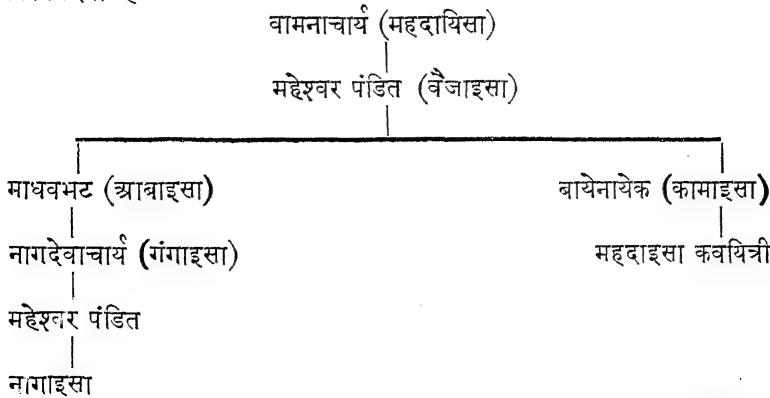 वामनाचार्य (महदायिसा)
महेश्वर पंडित (वैजाइसा)
माधवभट (आबाइसा) बायेनायेक (कामाइसा)
नागदेवाचार्य (गंगाइसा) महदाइसा कवयित्री
महेश्वर पंडित
नागाइसा